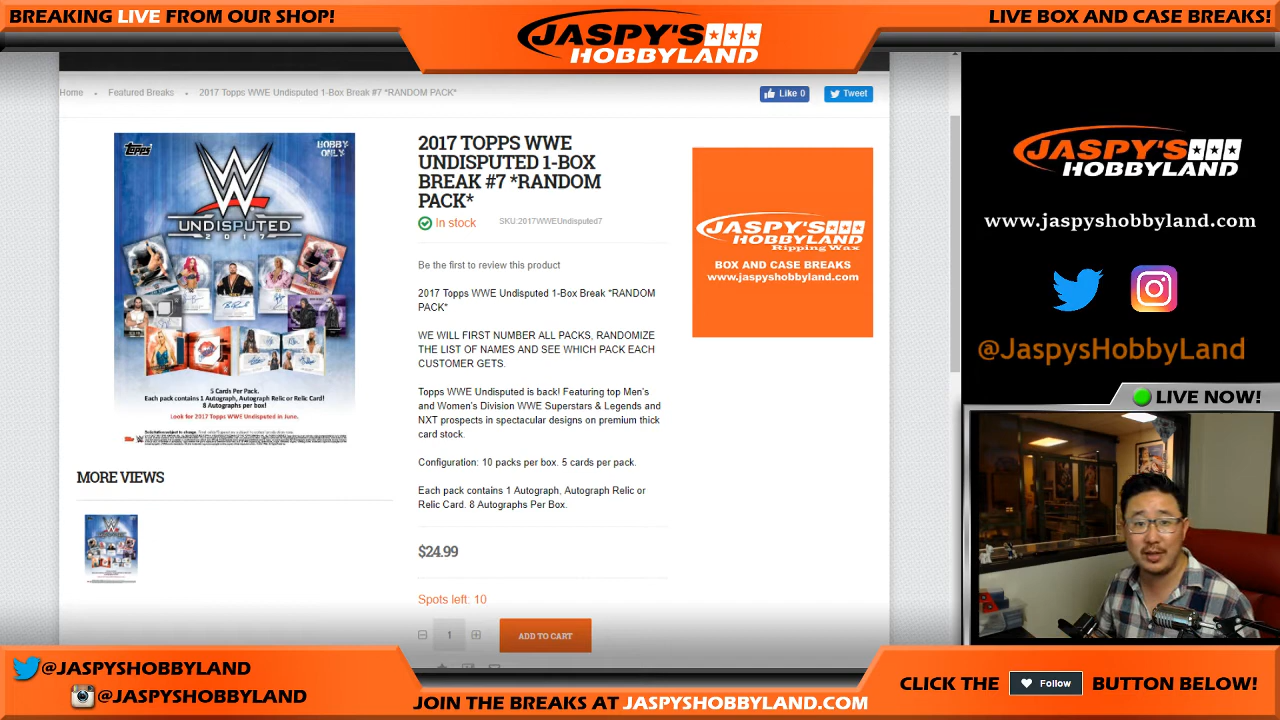 BREAKING LIVE FROM OUR SHOP!
JASPY'S
HOBBYLAND
LIVE BOX AND CASE BREAKS!
Home
Featured Breaks
2017 Topps WWE Undisputed 1-Box Break #7 *RANDOM PACK*
Like 0
Tweet
topps
HOBBY
ONLY
W
UNDISPUTED
2017
5 Cards Per Pack.
Each pack contains 1 Autograph, Autograph Relic or Relic Card!
8 Autographs per box!
Look for 2017 Topps WWE Undisputed in June.
MORE VIEWS
2017 TOPPS WWE
UNDISPUTED 1-BOX
BREAK #7 *RANDOM
PACK*
In stock
SKU:2017WWEUndisputed7
Be the first to review this product
2017 Topps WWE Undisputed 1-Box Break *RANDOM
PACK*
WE WILL FIRST NUMBER ALL PACKS, RANDOMIZE
THE LIST OF NAMES AND SEE WHICH PACK EACH
CUSTOMER GETS.
Topps WWE Undisputed is back! Featuring top Men's
and Women's Division WWE Superstars & Legends and
NXT prospects in spectacular designs on premium thick
card stock.
Configuration: 10 packs per box. 5 cards per pack.
Each pack contains 1 Autograph, Autograph Relic or
Relic Card. 8 Autographs Per Box.
$24.99
Spots left: 10
1
ADD TO CART
JASPY'S
HOBBYLAND
Ripping Wax
BOX AND CASE BREAKS
www.jaspyshobbyland.com
JASPY'S
HOBBYLAND
www.jaspyshobbyland.com
@JaspysHobbyLand
LIVE NOW!
@JASPYSHOBBYLAND
@JASPYSHOBBYLAND
JOIN THE BREAKS AT JASPYSHOBBYLAND.COM
CLICK THE
Follow
BUTTON BELOW!